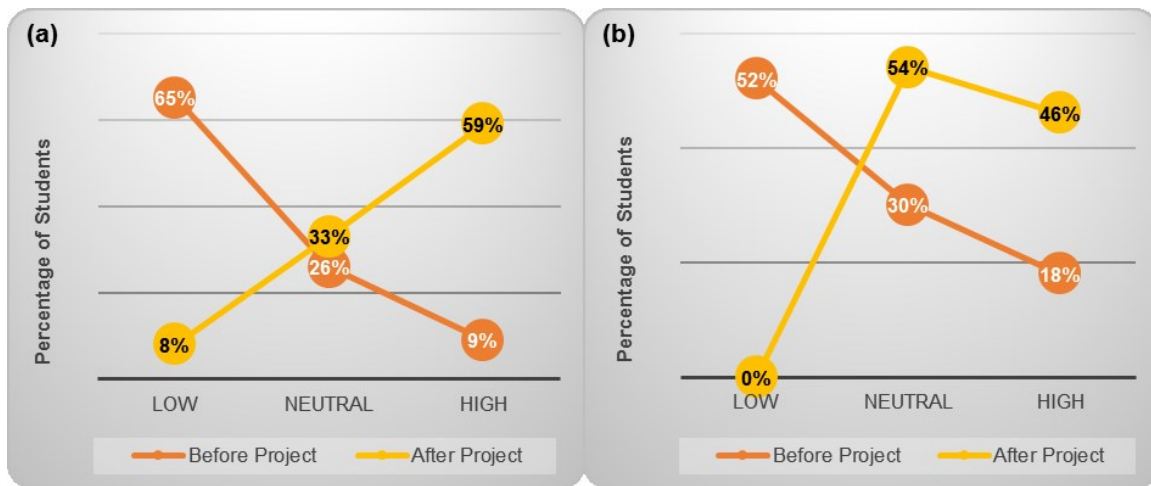 (a)
Percentage of Students
65%
59%
33%
26%
8%
9%
LOW NEUTRAL HIGH
Before Project After Project
(b)
Percentage of Students
52%
54%
46%
30%
18%
0%
LOW NEUTRAL HIGH
Before Project After Project